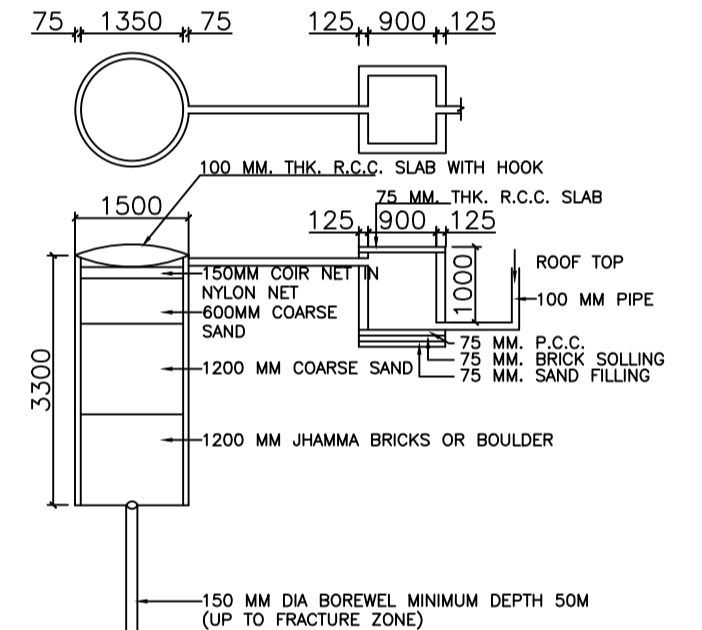 75 1350 75
125 900 125
100 MM. THK. R.C.C. SLAB WITH HOOK
75 MM. THK. R.C.C. SLAB
1500
125 900 125
1000
ROOF TOP
100 MM PIPE
150MM COIR NET IN
NYLON NET
600MM COARSE
SAND
75 MM. P.C.C.
75 MM. BRICK SOLLING
75 MM. SAND FILLING
3300
1200 MM COARSE SAND
1200 MM JHAMMA BRICKS OR BOULDER
150 MM DIA BOREWEL MINIMUM DEPTH 50M
(UP TO FRACTURE ZONE)